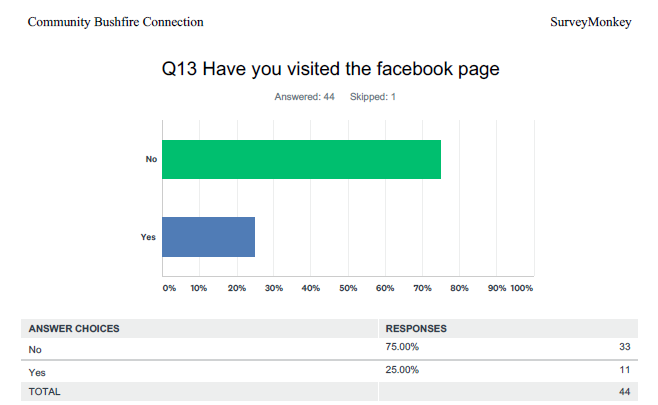 Community Bushfire Connection SurveyMonkey
Q13 Have you visited the facebook page
Answered: 44 Skipped: 1
No
Yes
0% 10% 20% 30% 40% 50% 60% 70% 80% 90% 100%
ANSWER CHOICES RESPONSES
No 75.00% 33
Yes 25.00% 11
TOTAL 44